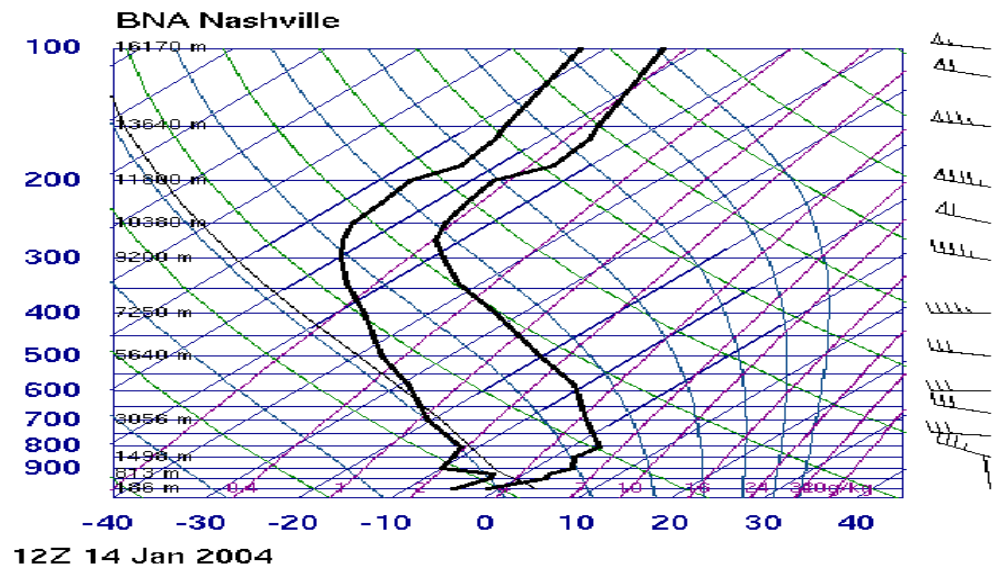 BNA Nashville
100 16170 m
13640 m
200 11800 m
10380 m
300 9200 m
400 7250 m
500 5640 m
600
700 3056 m
800
1498 m
900
813 m
186 m 0.4 1 2 7 10 16 24 g/kg
-40 -30 -20 -10 0 10 20 30 40
12Z 14 Jan 2004